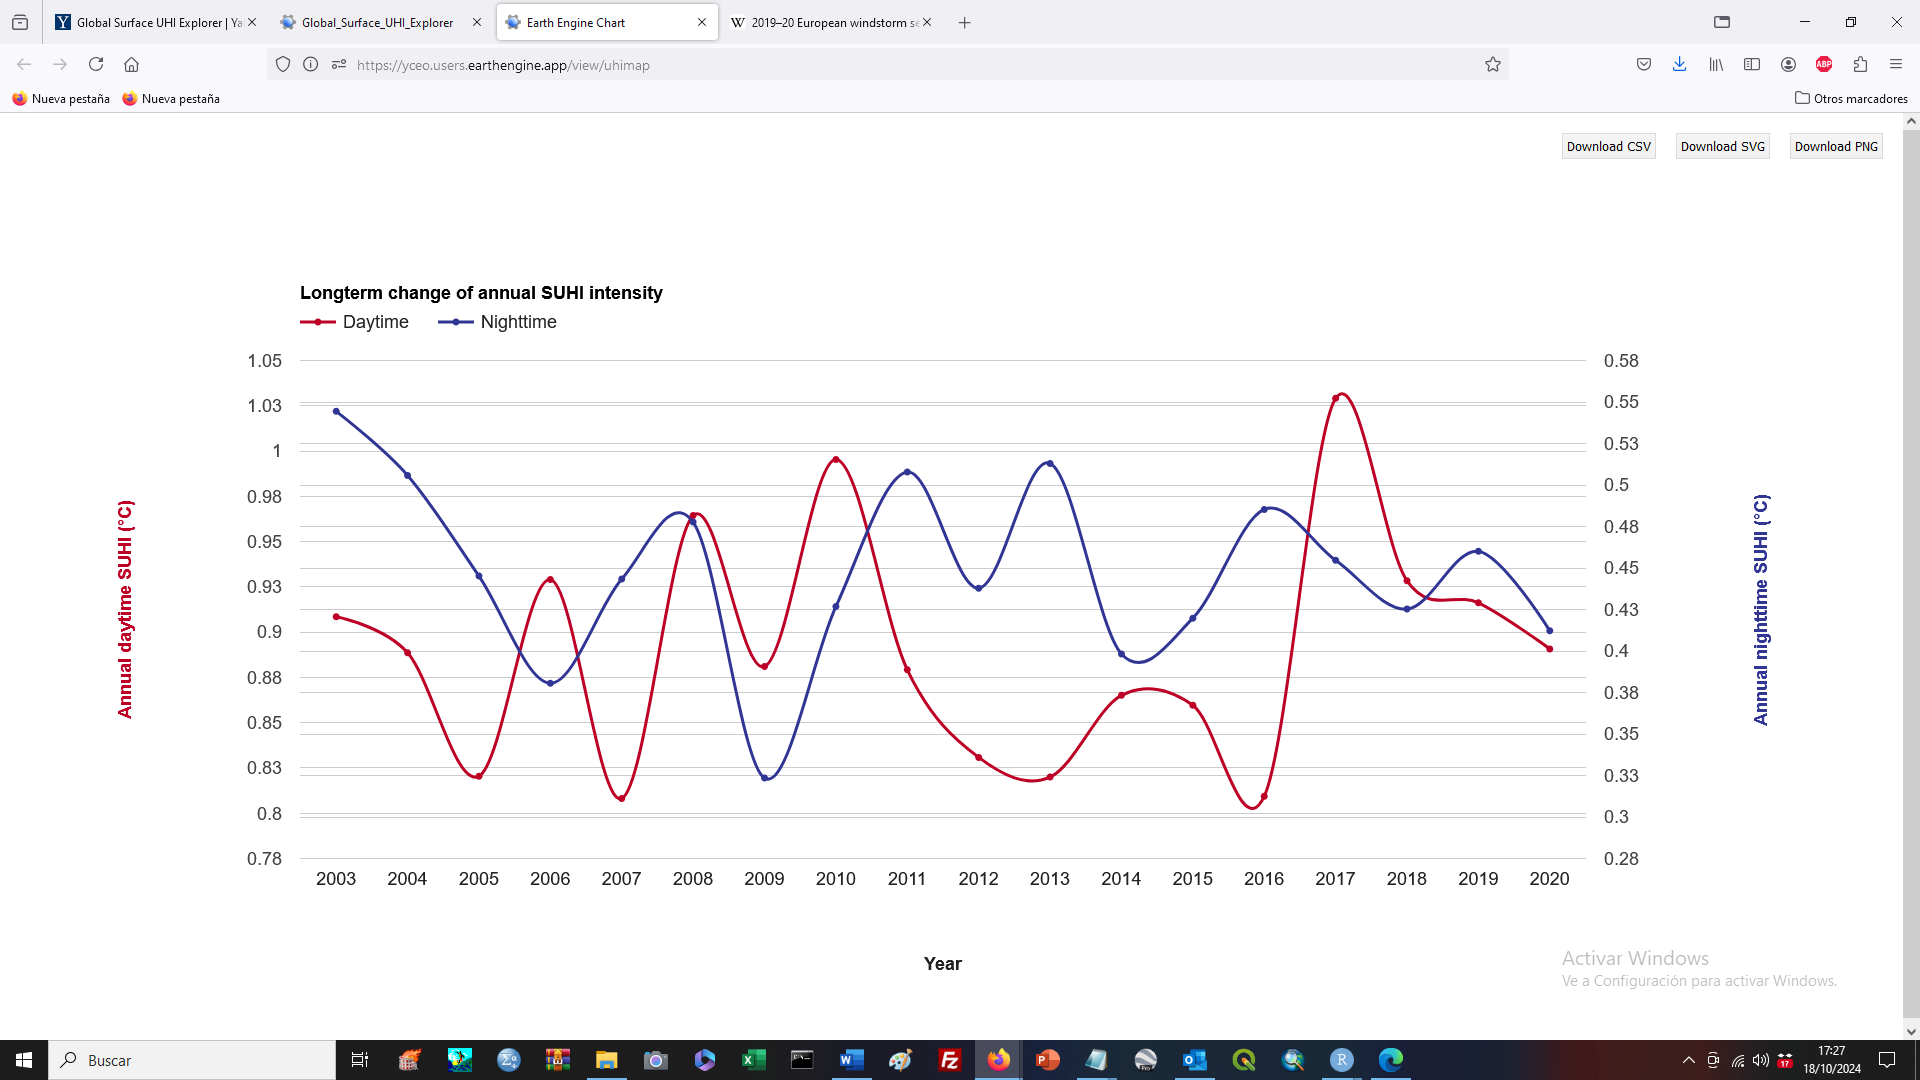 Global Surface UHI Explorer | Ya
Global_Surface_UHI_Explorer
Earth Engine Chart
W 2019–20 European windstorm se
https://yceo.users.earthengine.app/view/uhimap
ABP
Nueva pestaña
Nueva pestaña
Otros marcadores
Download CSV
Download SVG
Download PNG
Longterm change of annual SUHI intensity
Daytime
Nighttime
Annual daytime SUHI (°C)
1.05
1.03
1
0.98
0.95
0.93
0.9
0.88
0.85
0.83
0.8
0.78
0.58
0.55
0.53
0.5
0.48
0.45
0.43
0.4
0.38
0.35
0.33
0.3
0.28
Annual nighttime SUHI (°C)
2003 2004 2005 2006 2007 2008 2009 2010 2011 2012 2013 2014 2015 2016 2017 2018 2019 2020
Year
Activar Windows
Ve a Configuración para activar Windows.
Buscar
17:27
18/10/2024
17